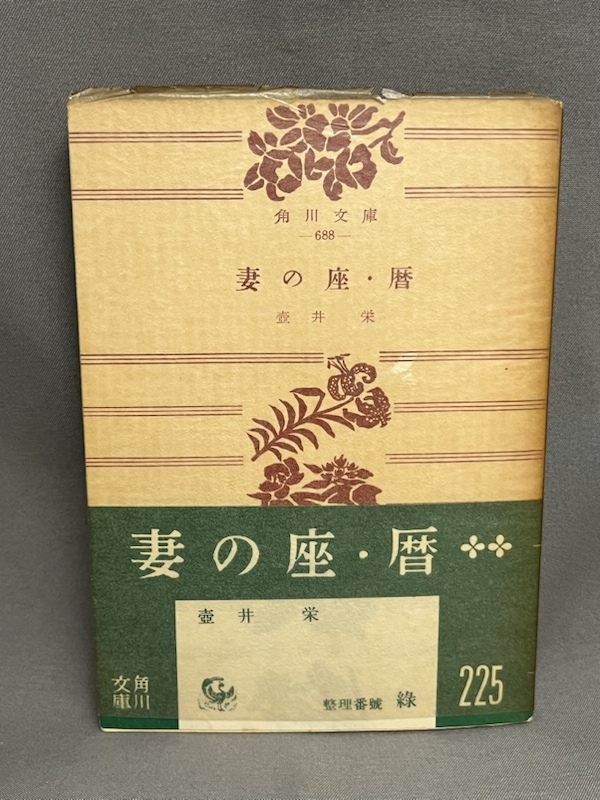 角川文庫
—688—
妻の座・暦
壺井 栄
妻の座・暦
壺井 栄
角川
文庫
整理番號 綠
225